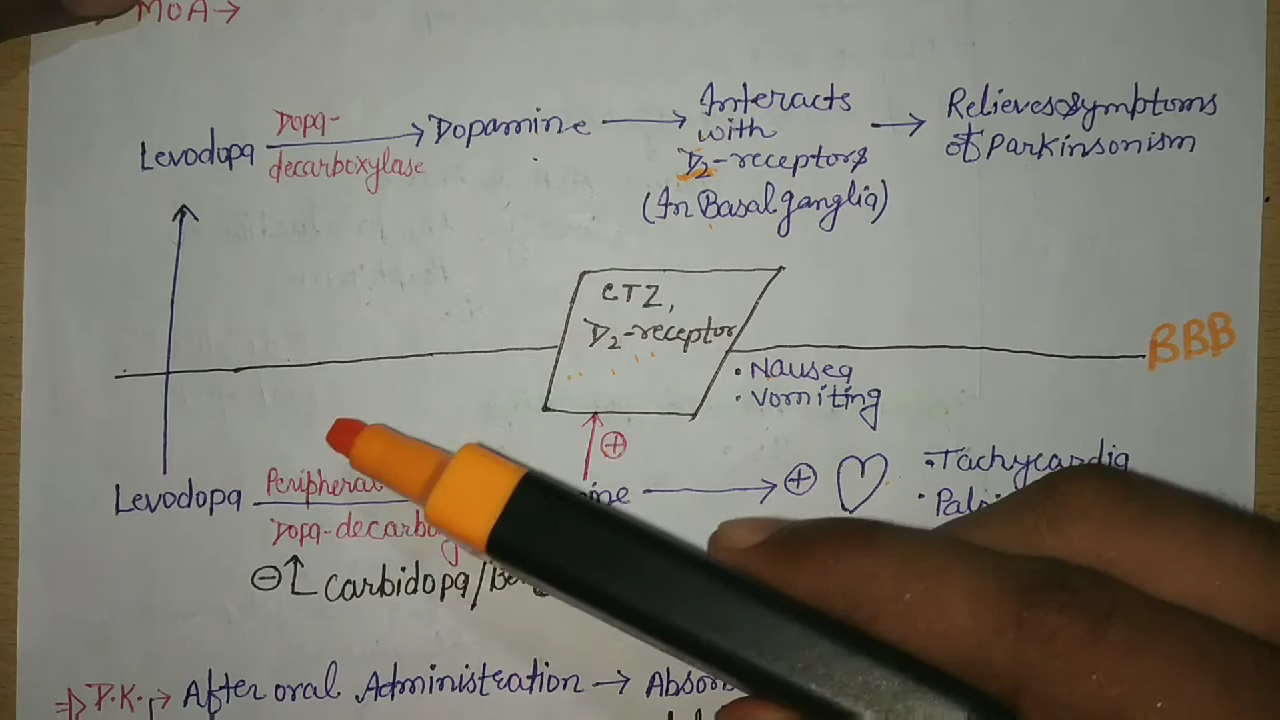 MOA→
Levodopa Dopa-decarboxylase → Dopamine → Interacts with D2-receptors (In Basal ganglia) → Relieves symptoms of Parkinsonism
CTZ,
D2-receptor
BBB
• Nausea
• Vomiting
Levodopa Peripheral → ⊕
• Tachycardia
⊖ Carbidopa/
⇒ P.K. → After oral Administration →